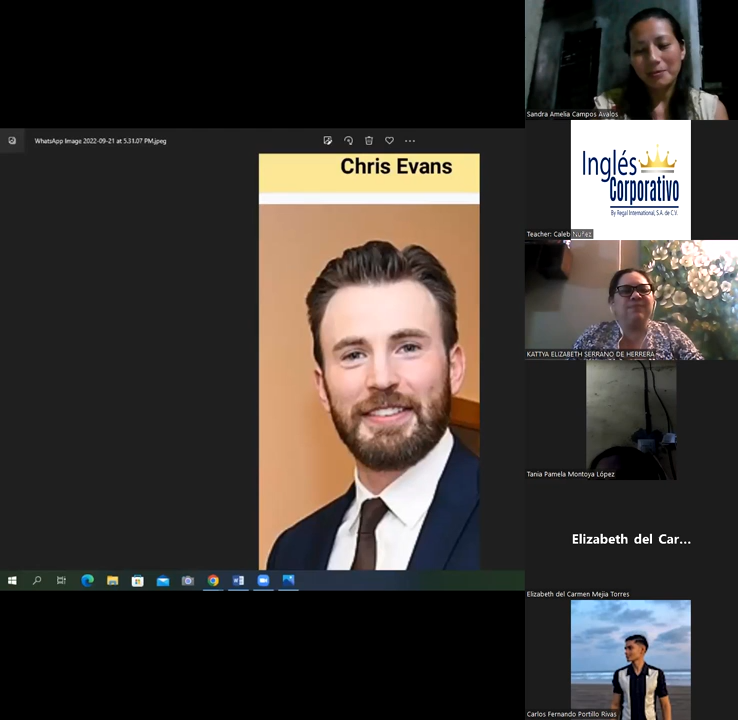 WhatsApp Image 2022-09-21 at 5.31.07 PM.jpeg
Chris Evans
Sandra Amelia Campos Avalos
Inglés
Corporativo
By Regal International, S.A. de C.V.
Teacher: Caleb Nuñez
KATTYA ELIZABETH SERRANO DE HERRERA
Tania Pamela Montoya López
Elizabeth del Car...
Elizabeth del Carmen Mejia Torres
Carlos Fernando Portillo Rivas